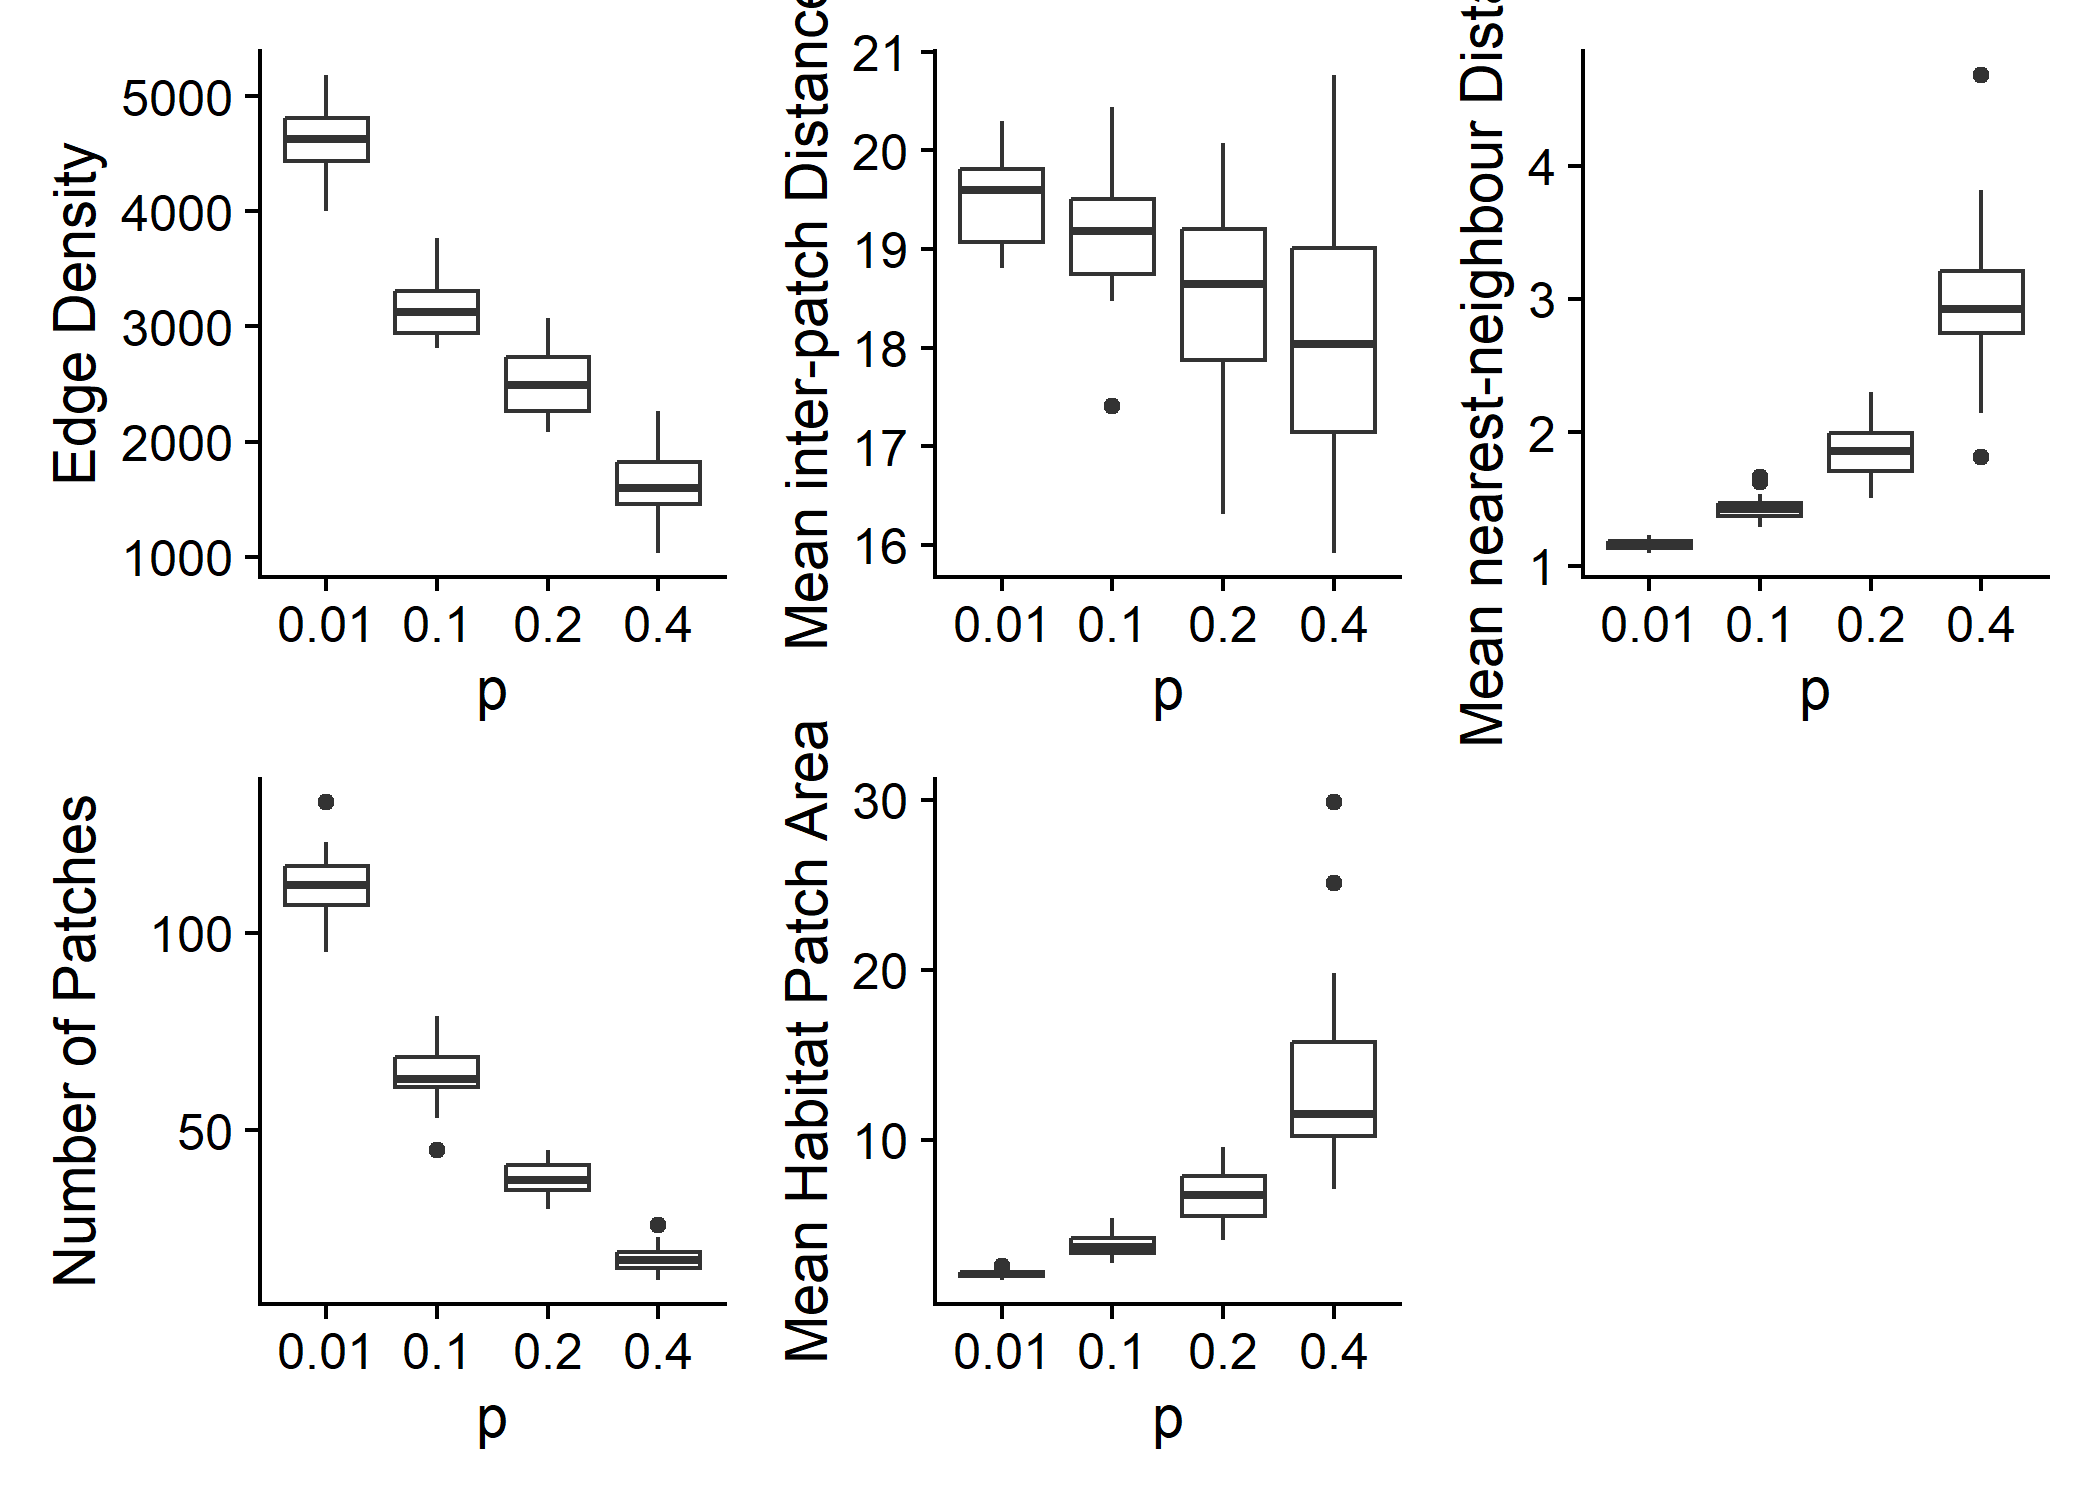 Edge Density
5000
4000
3000
2000
1000
0.01 0.1 0.2 0.4
p
Mean inter-patch Distance
21
20
19
18
17
16
0.01 0.1 0.2 0.4
p
Mean nearest-neighbour
4
3
2
1
0.01 0.1 0.2 0.4
p
Number of Patches
100
50
0.01 0.1 0.2 0.4
p
Mean Habitat Patch Area
30
20
10
0.01 0.1 0.2 0.4
p